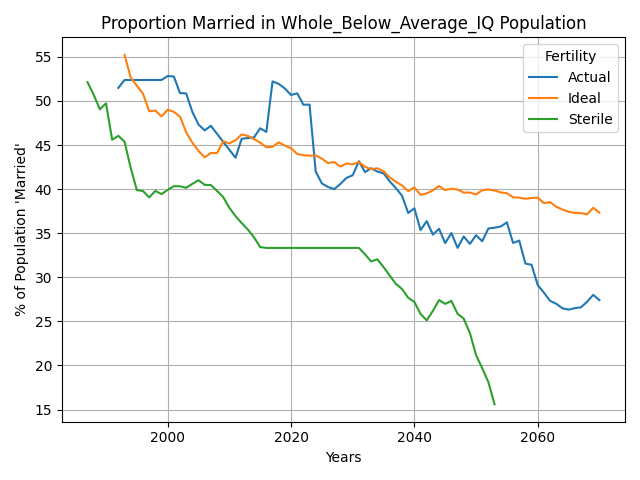 Proportion Married in Whole_Below_Average_IQ Population
% of Population 'Married'
55
50
45
40
35
30
25
20
15
Fertility
Actual
Ideal
Sterile
2000
2020
2040
2060
Years